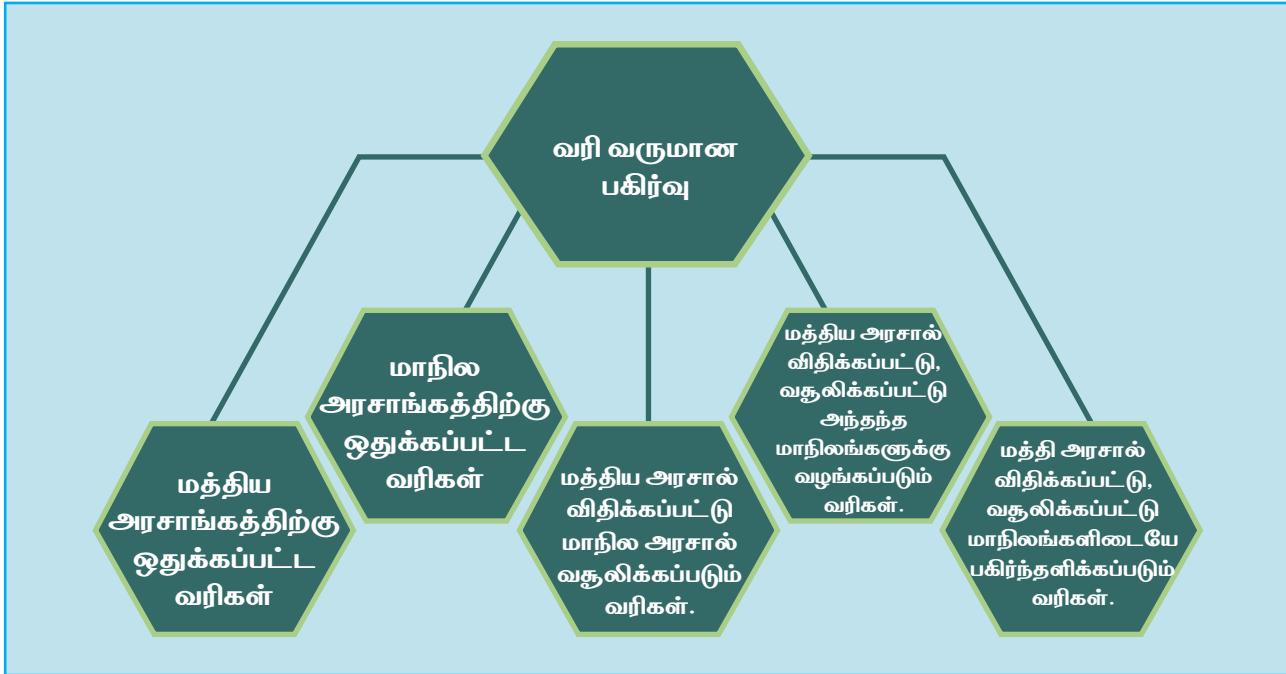 வரி வருமான
பகிர்வு
மத்திய
அரசாங்கத்திற்கு
ஒதுக்கப்பட்ட
வரிகள்
மாநில
அரசாங்கத்திற்கு
ஒதுக்கப்பட்ட
வரிகள்
மத்திய அரசால்
விதிக்கப்பட்டு
மாநில அரசால்
வசூலிக்கப்படும்
வரிகள்.
மத்திய அரசால்
விதிக்கப்பட்டு,
வசூலிக்கப்பட்டு
அந்தந்த
மாநிலங்களுக்கு
வழங்கப்படும்
வரிகள்.
மத்தி அரசால்
விதிக்கப்பட்டு,
வசூலிக்கப்பட்டு
மாநிலங்களிடையே
பகிர்ந்தளிக்கப்படும்
வரிகள்.